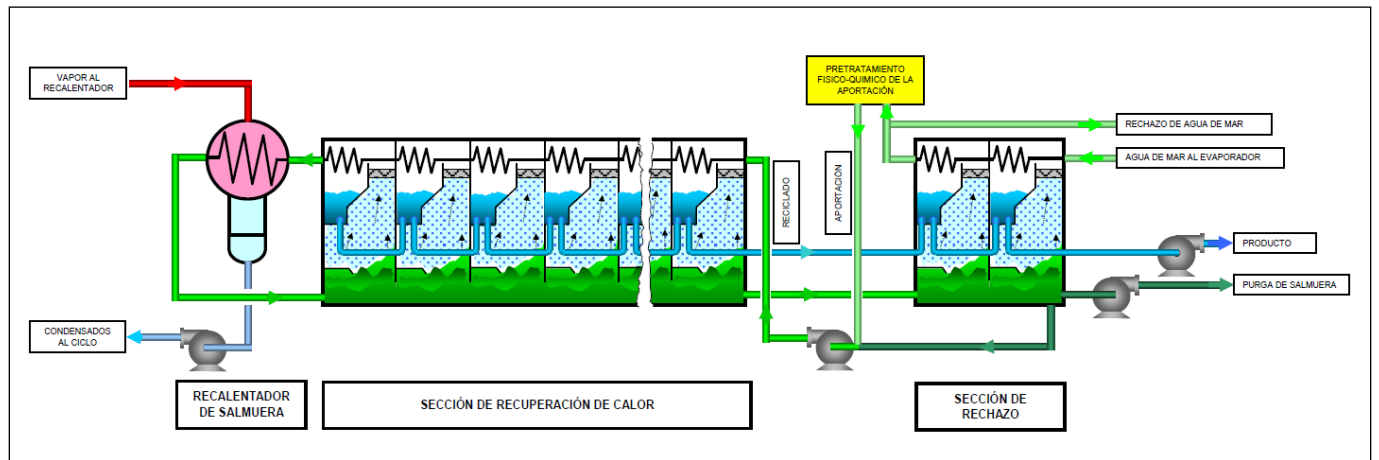 VAPOR AL
RECALENTADOR
PRETRATAMIENTO
FISICO-QUIMICO DE LA
APORTACIÓN
RECHAZO DE AGUA DE MAR
AGUA DE MAR AL EVAPORADOR
RECICLADO
APORTACION
PRODUCTO
PURGA DE SALMUERA
CONDENSADOS
AL CICLO
RECALENTADOR
DE SALMUERA
SECCIÓN DE RECUPERACIÓN DE CALOR
SECCIÓN DE
RECHAZO